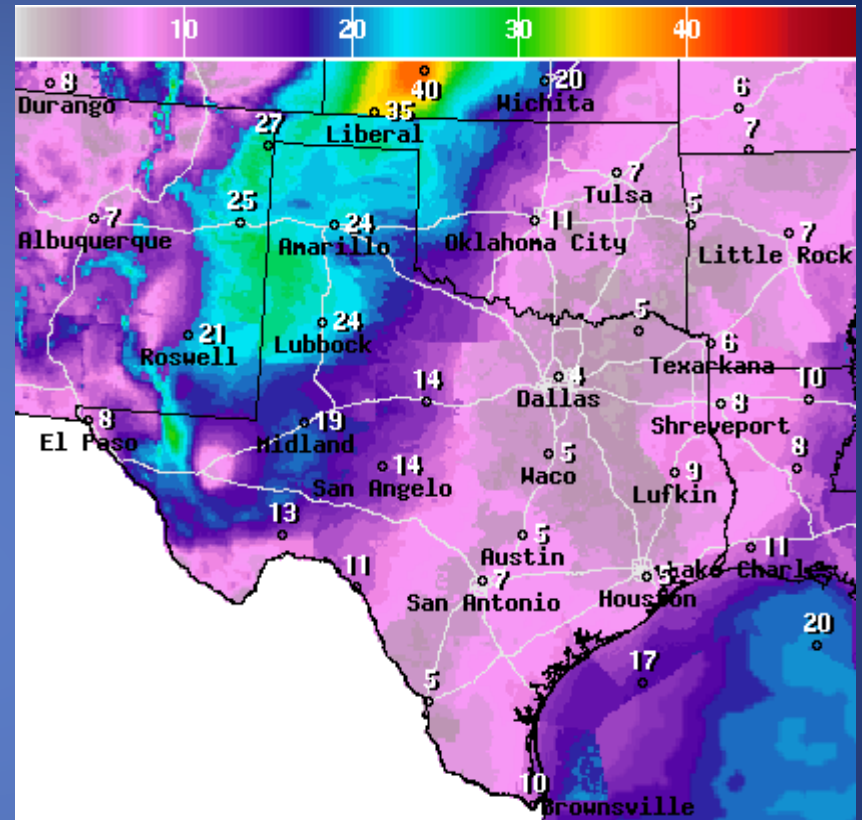 10 20 30 40
8
Durango
40
20
Wichita
6
35
Liberal
27
7
7
Tulsa
25
7
Albuquerque
24
Amarillo
11
Oklahoma City
5
7
Little Rock
21
Roswell
24
Lubbock
5
6
Texarkana
14
4
Dallas
8
Shreveport
10
8
El Paso
19
Midland
14
San Angelo
5
Waco
9
Lufkin
8
13
5
Austin
11
Lake Charles
11
7
San Antonio
5
Houston
20
17
5
10
Brownsville